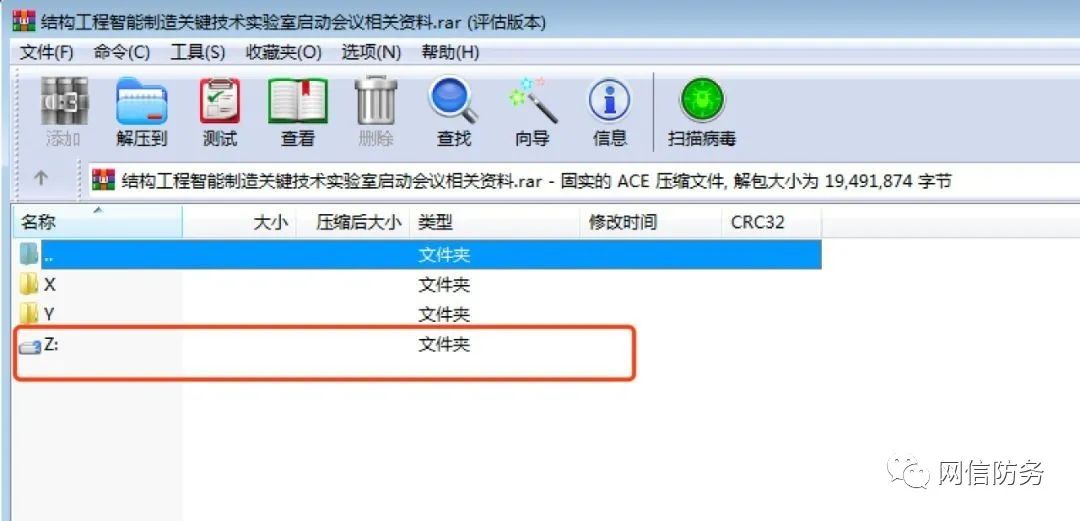 结构工程智能制造关键技术实验室启动会议相关资料.rar (评估版本)
文件(F) 命令(C) 工具(S) 收藏夹(O) 选项(N) 帮助(H)
添加 解压到 测试 查看 删除 查找 向导 信息 扫描病毒
结构工程智能制造关键技术实验室启动会议相关资料.rar - 固实的 ACE 压缩文件, 解包大小为 19,491,874 字节
名称 大小 压缩后大小 类型 修改时间 CRC32
.. 文件夹
X 文件夹
Y 文件夹
Z: 文件夹
网信防务